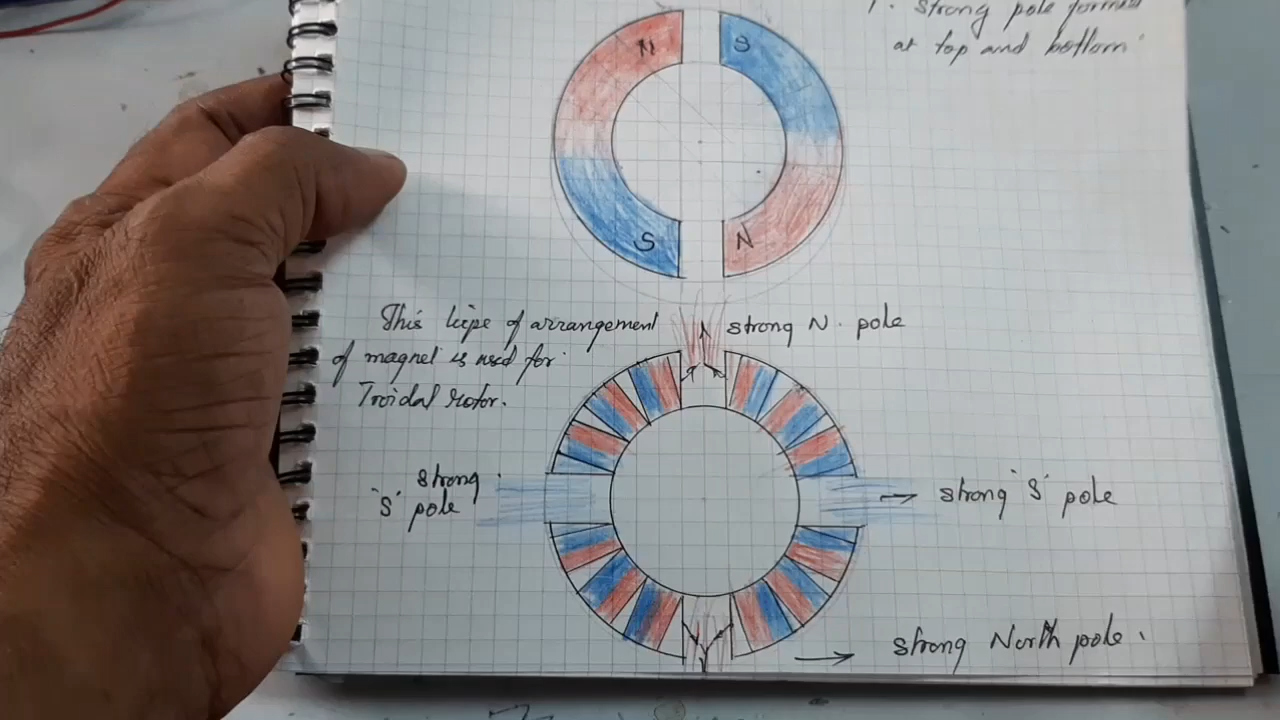 1. strong pole formed
at top and bottom
N S
S N
This type of arrangement
of magnet is used for
Troidal rotor.
strong N. pole
strong
'S' pole
strong 'S' pole
strong North pole.